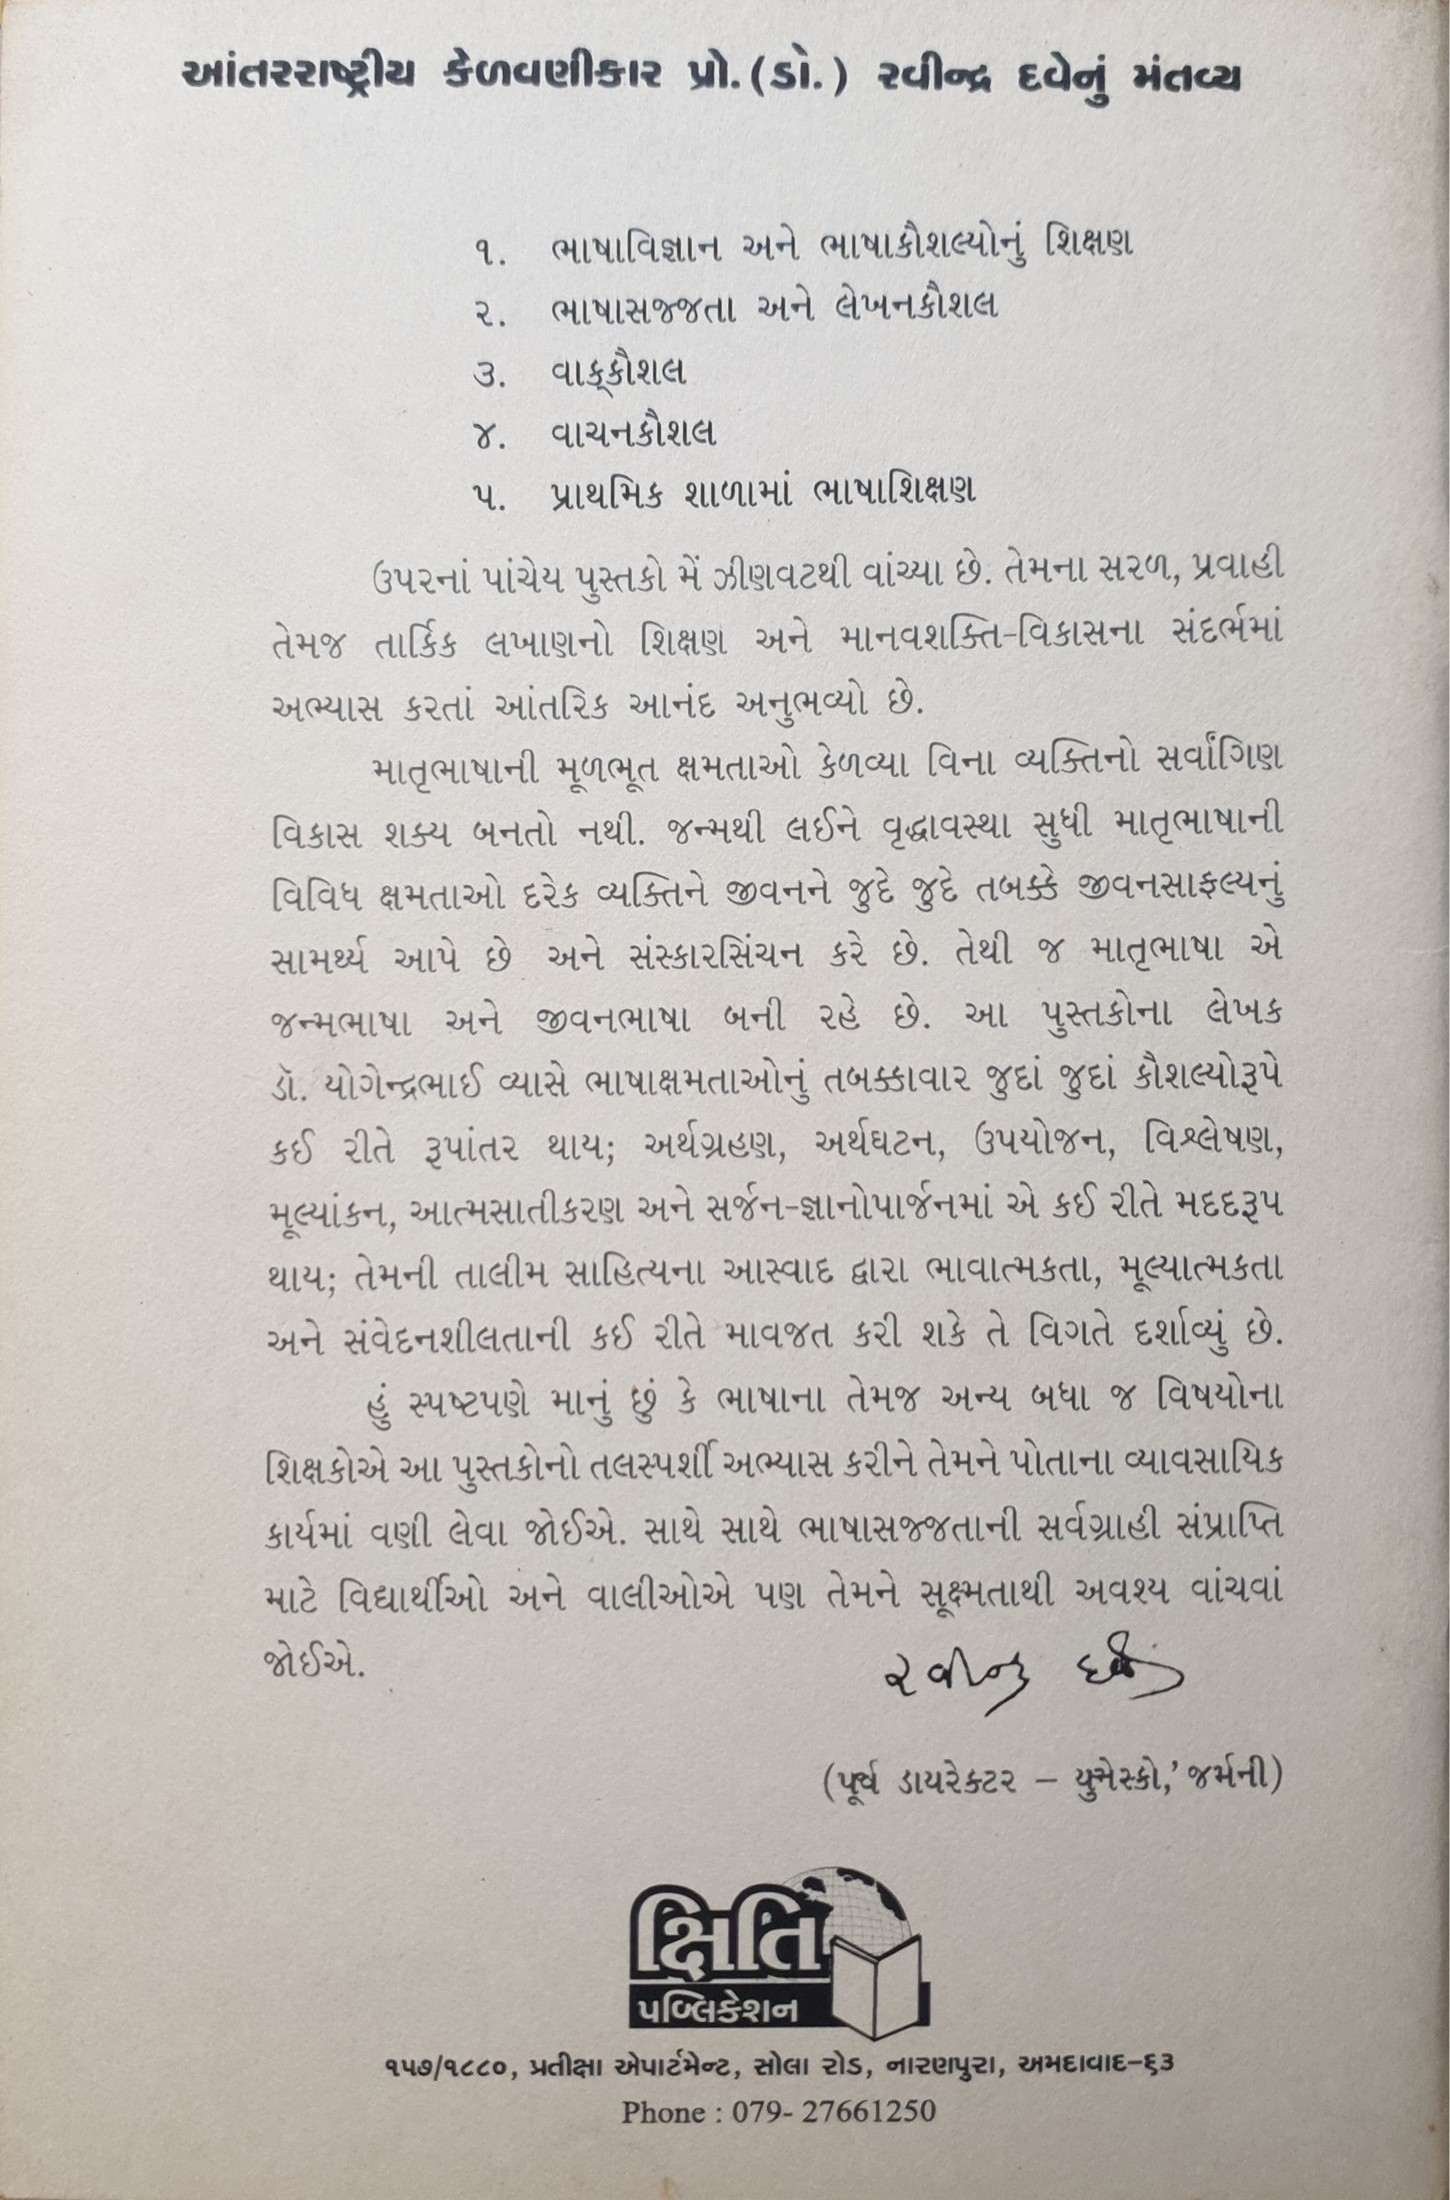 આંતરરાષ્ટ્રીય કેળવણીકાર પ્રો.(ડો.) રવીન્દ્ર દવેનું મંતવ્ય
૧. ભાષાવિજ્ઞાન અને ભાષાકૌશલ્યોનું શિક્ષણ
૨. ભાષાસજ્જતા અને લેખનકૌશલ
૩. વાક્કૌશલ
૪. વાચનકૌશલ
૫. પ્રાથમિક શાળામાં ભાષાશિક્ષણ
ઉપરનાં પાંચેય પુસ્તકો મેં ઝીણવટથી વાંચ્યા છે. તેમના સરળ, પ્રવાહી
તેમજ તાર્કિક લખાણનો શિક્ષણ અને માનવશક્તિ-વિકાસના સંદર્ભમાં
અભ્યાસ કરતાં આંતરિક આનંદ અનુભવ્યો છે.
માતૃભાષાની મૂળભૂત ક્ષમતાઓ કેળવ્યા વિના વ્યક્તિનો સર્વાંગિણ
વિકાસ શક્ય બનતો નથી. જન્મથી લઈને વૃદ્ધાવસ્થા સુધી માતૃભાષાની
વિવિધ ક્ષમતાઓ દરેક વ્યક્તિને જીવનને જુદે જુદે તબક્કે જીવનસાફલ્યનું
સામર્થ્ય આપે છે અને સંસ્કારસિંચન કરે છે. તેથી જ માતૃભાષા એ
જન્મભાષા અને જીવનભાષા બની રહે છે. આ પુસ્તકોના લેખક
ડૉ. યોગેન્દ્રભાઈ વ્યાસે ભાષાક્ષમતાઓનું તબક્કાવાર જુદાં જુદાં કૌશલ્યોરૂપે
કઈ રીતે રૂપાંતર થાય; અર્થગ્રહણ, અર્થઘટન, ઉપયોજન, વિશ્લેષણ,
મૂલ્યાંકન, આત્મસાતીકરણ અને સર્જન-જ્ઞાનોપાર્જનમાં એ કઈ રીતે મદદરૂપ
થાય; તેમની તાલીમ સાહિત્યના આસ્વાદ દ્વારા ભાવાત્મકતા, મૂલ્યાત્મકતા
અને સંવેદનશીલતાની કઈ રીતે માવજત કરી શકે તે વિગતે દર્શાવ્યું છે.
હું સ્પષ્ટપણે માનું છું કે ભાષાના તેમજ અન્ય બધા જ વિષયોના
શિક્ષકોએ આ પુસ્તકોનો તલસ્પર્શી અભ્યાસ કરીને તેમને પોતાના વ્યાવસાયિક
કાર્યમાં વણી લેવા જોઈએ. સાથે સાથે ભાષાસજ્જતાની સર્વગ્રાહી સંપ્રાપ્તિ
માટે વિદ્યાર્થીઓ અને વાલીઓએ પણ તેમને સૂક્ષ્મતાથી અવશ્ય વાંચવાં
જોઈએ.
રવીન્દ્ર દવે
(પૂર્વ ડાયરેક્ટર – યુનેસ્કો,' જર્મની)
ક્ષિતિ
પબ્લિકેશન
૧૫૭/૧૮૮૦, પ્રતીક્ષા એપાર્ટમેન્ટ, સોલા રોડ, નારણપુરા, અમદાવાદ-૬૩
Phone : 079- 27661250